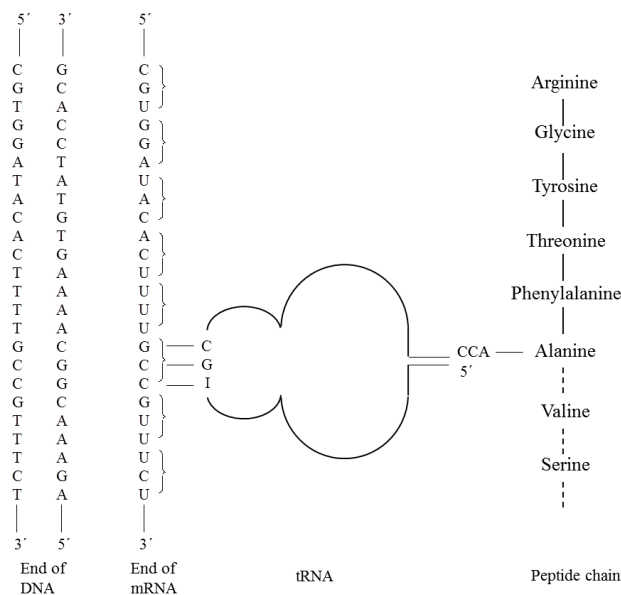 5´ 3´ 5´
C G C
G C G Arginine
T A U
G C G
G C G Glycine
A T A
T A U Tyrosine
A T A
C G C
A T A Threonine
C G C
T A U
T A U Phenylalanine
T A U
T A U
G C G C CCA Alanine
C G C G 5´
C G C I
G C G Valine
T A U
T A U
T A U Serine
C G C
T A U
3´ 5´ 3´
End of
DNA
End of
mRNA
tRNA
Peptide chain